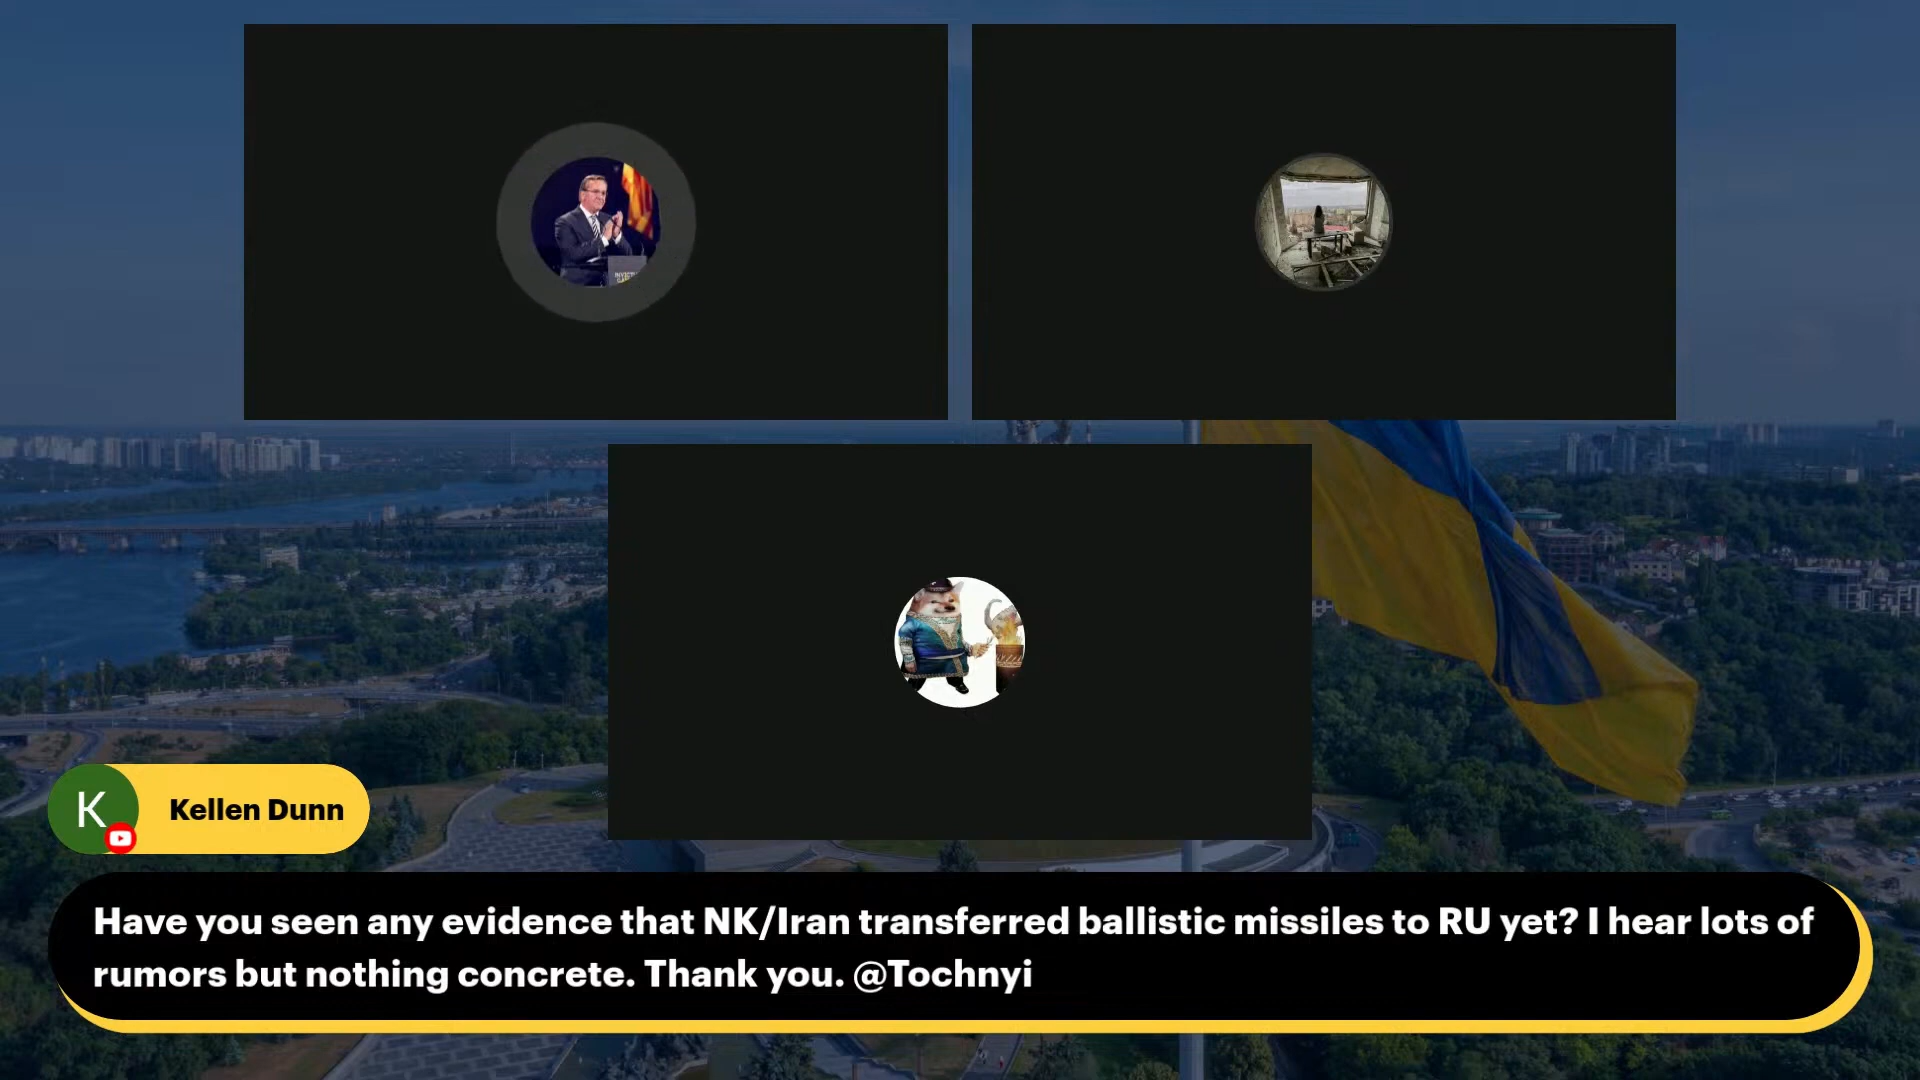 K
Kellen Dunn
Have you seen any evidence that NK/Iran transferred ballistic missiles to RU yet? I hear lots of
rumors but nothing concrete. Thank you. @Tochnyi